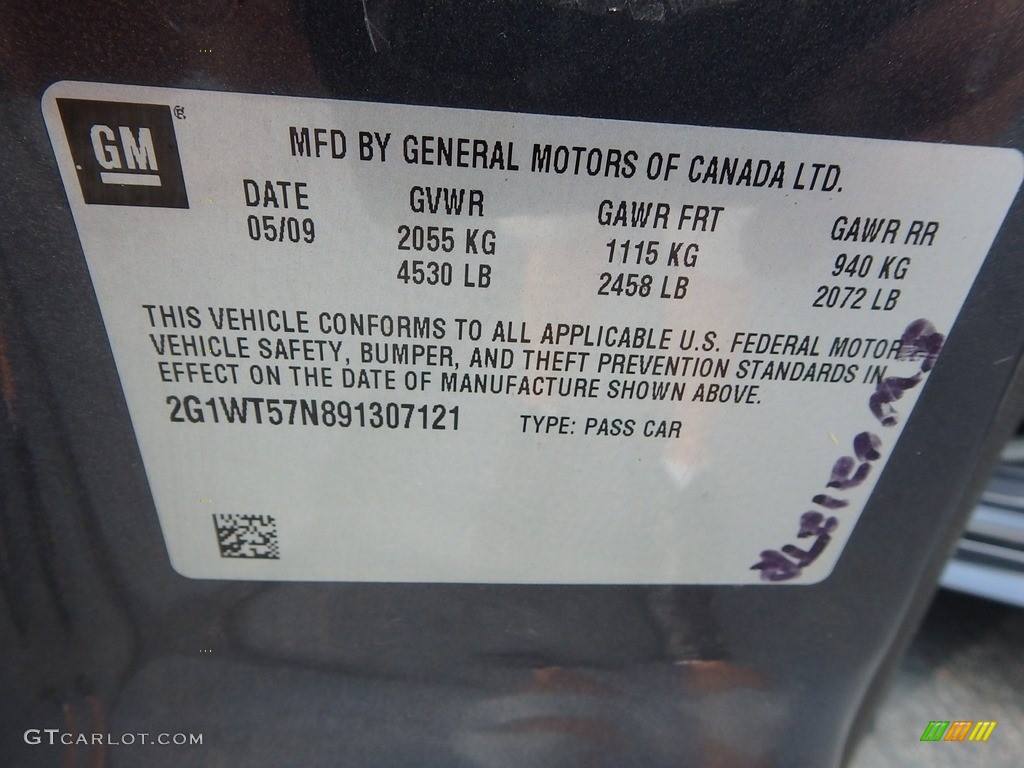 GM ®
MFD BY GENERAL MOTORS OF CANADA LTD.
DATE GVWR GAWR FRT GAWR RR
05/09 2055 KG 1115 KG 940 KG
4530 LB 2458 LB 2072 LB
THIS VEHICLE CONFORMS TO ALL APPLICABLE U.S. FEDERAL MOTOR
VEHICLE SAFETY, BUMPER, AND THEFT PREVENTION STANDARDS IN
EFFECT ON THE DATE OF MANUFACTURE SHOWN ABOVE.
2G1WT57N891307121 TYPE: PASS CAR
GTCARLOT.COM